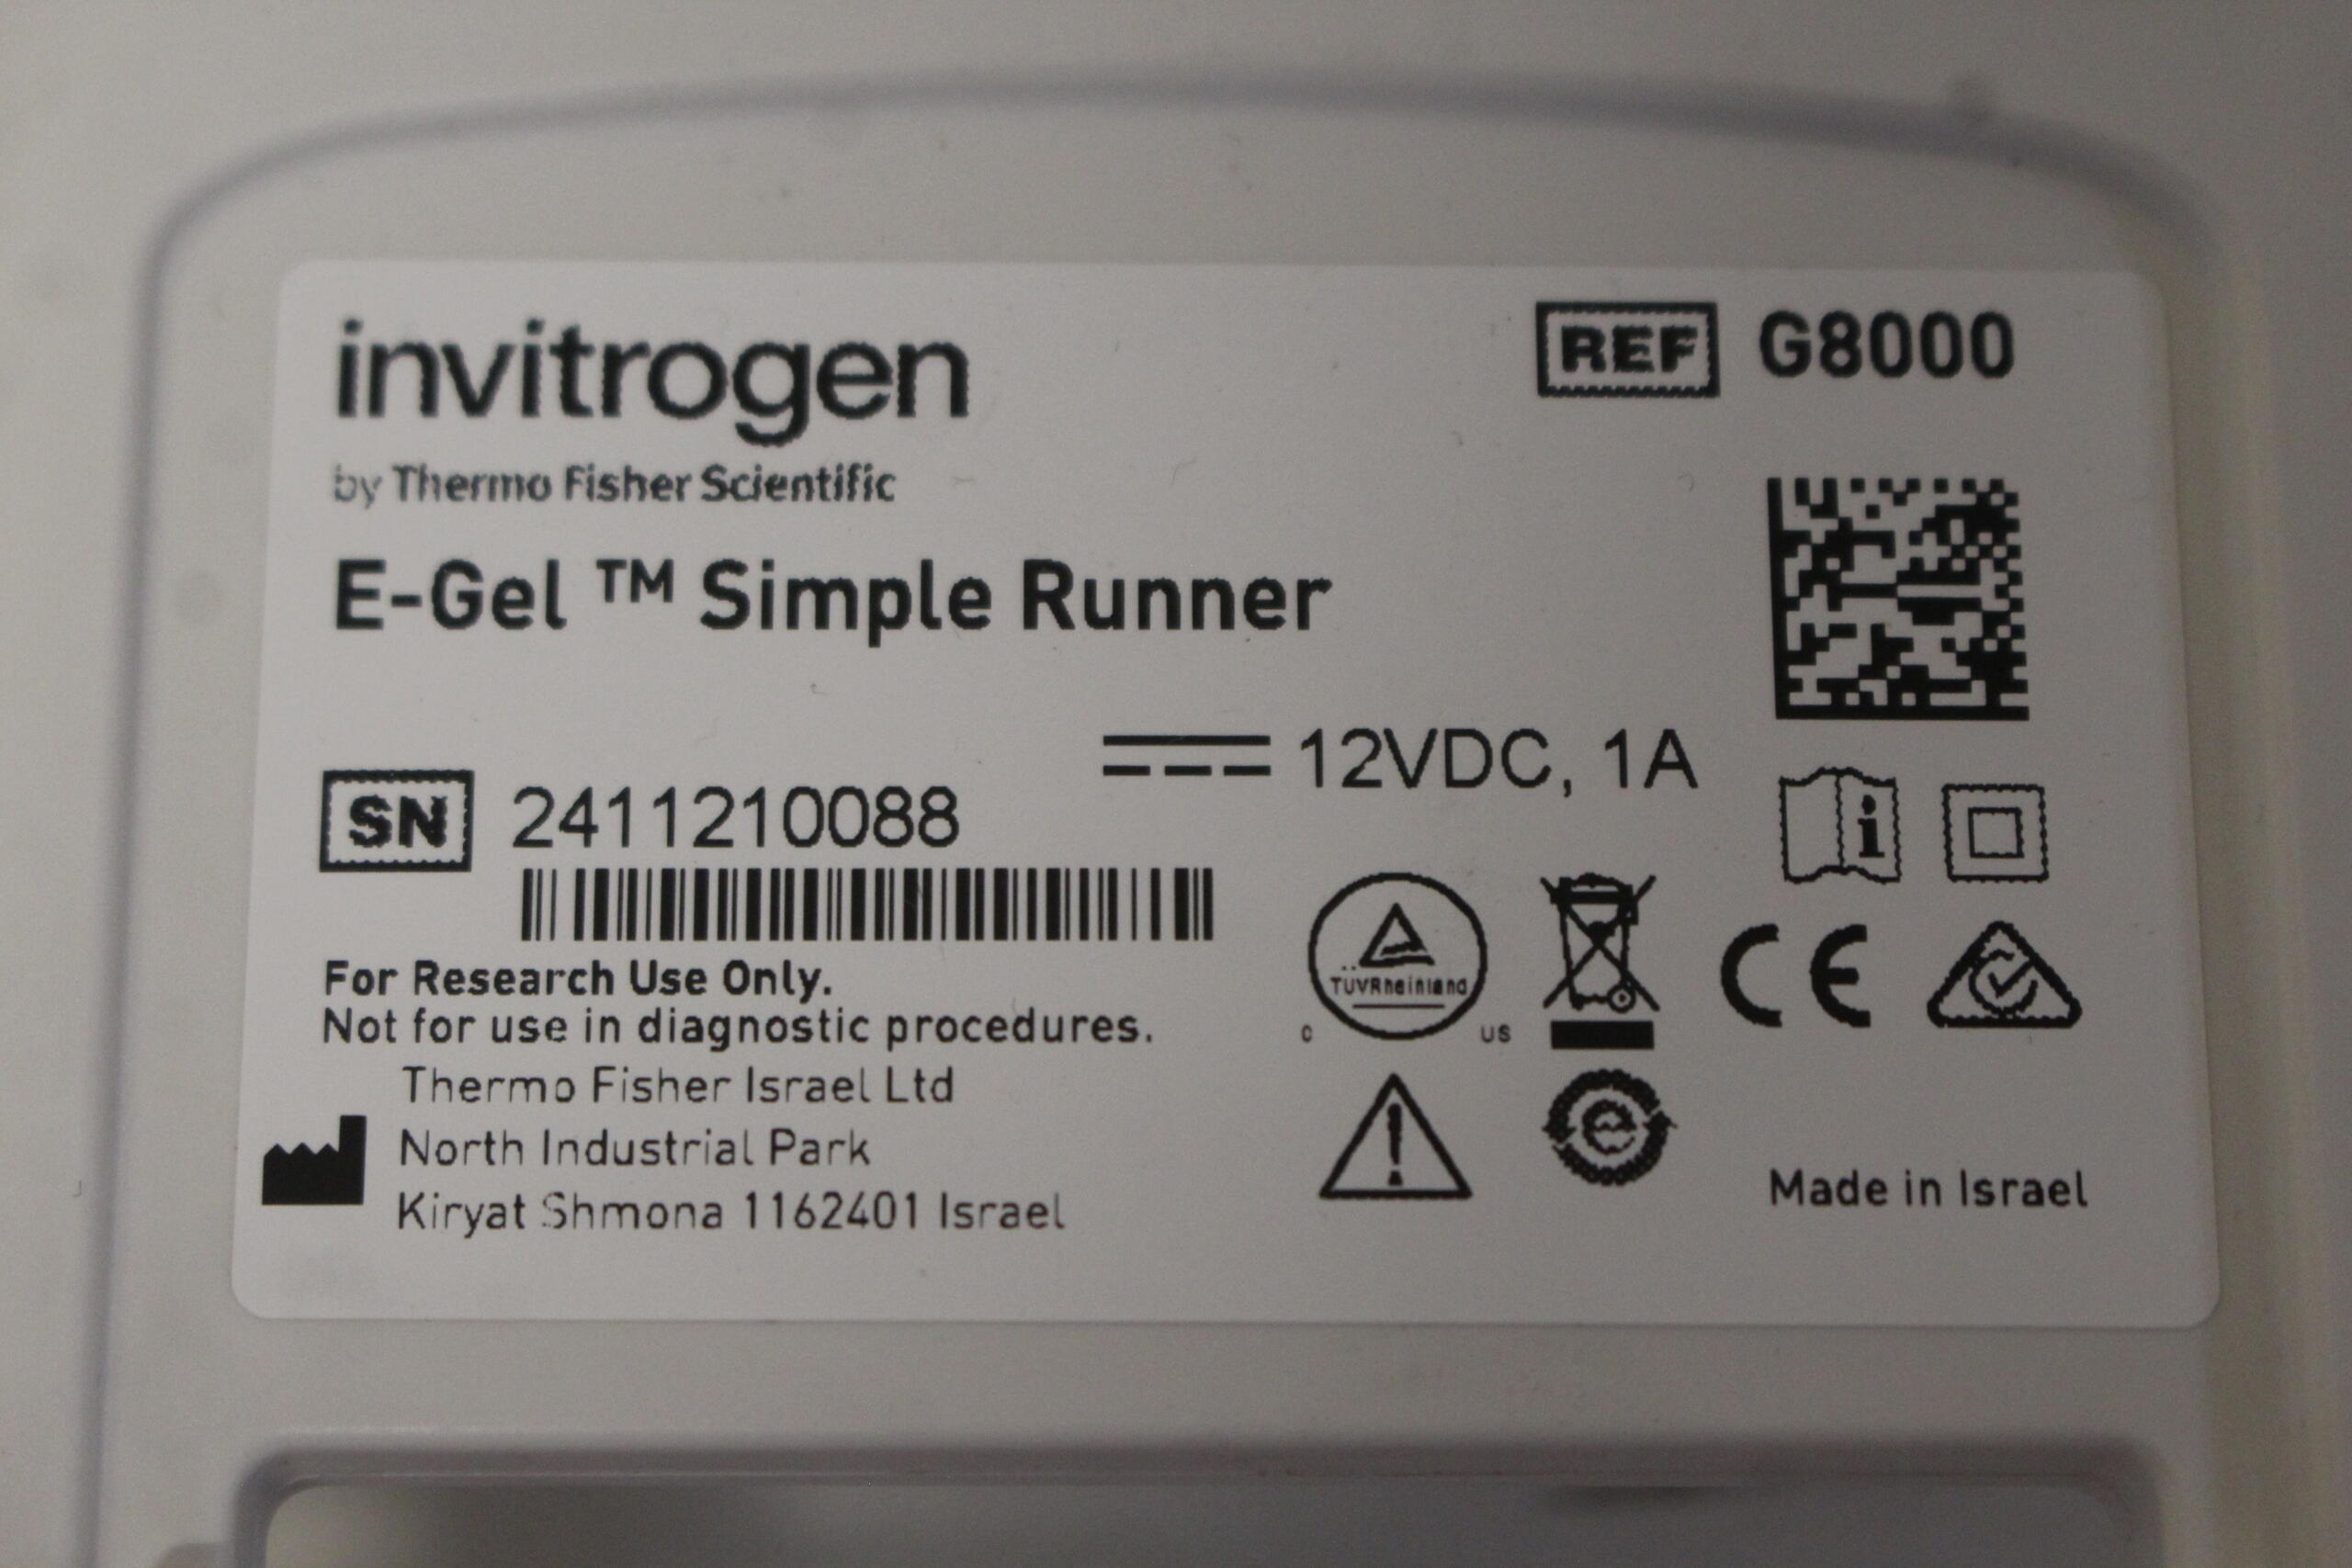 invitrogen
by Thermo Fisher Scientific
REF G8000
E-Gel ™ Simple Runner
12VDC, 1A
SN 2411210088
For Research Use Only.
Not for use in diagnostic procedures.
Thermo Fisher Israel Ltd
North Industrial Park
Kiryat Shmona 1162401 Israel
i
TÜVRheinland
c US
CE
e
Made in Israel